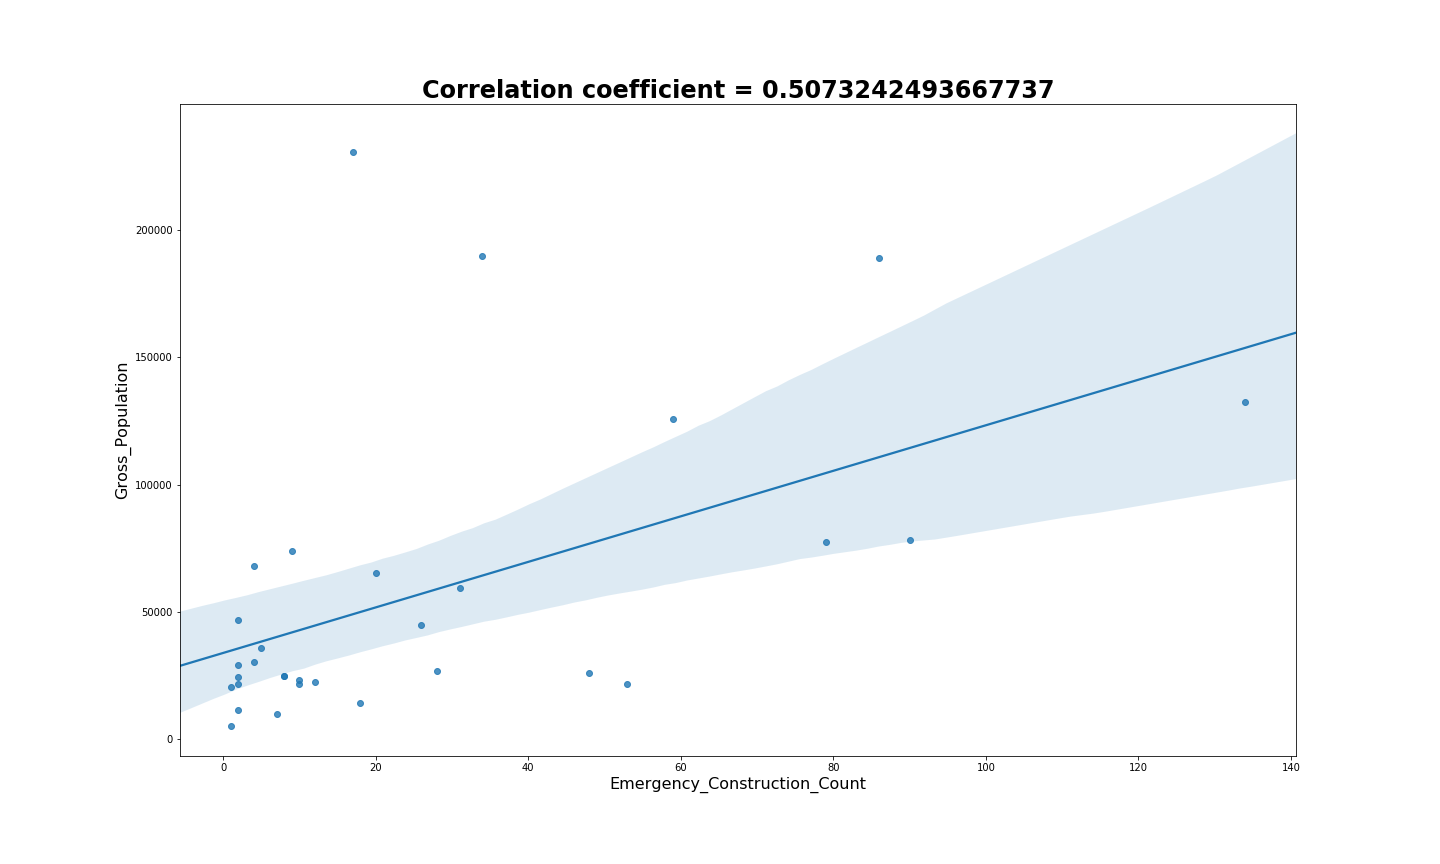 Correlation coefficient = 0.5073242493667737
200000
150000
100000
50000
0
Gross_Population
0 20 40 60 80 100 120 140
Emergency_Construction_Count